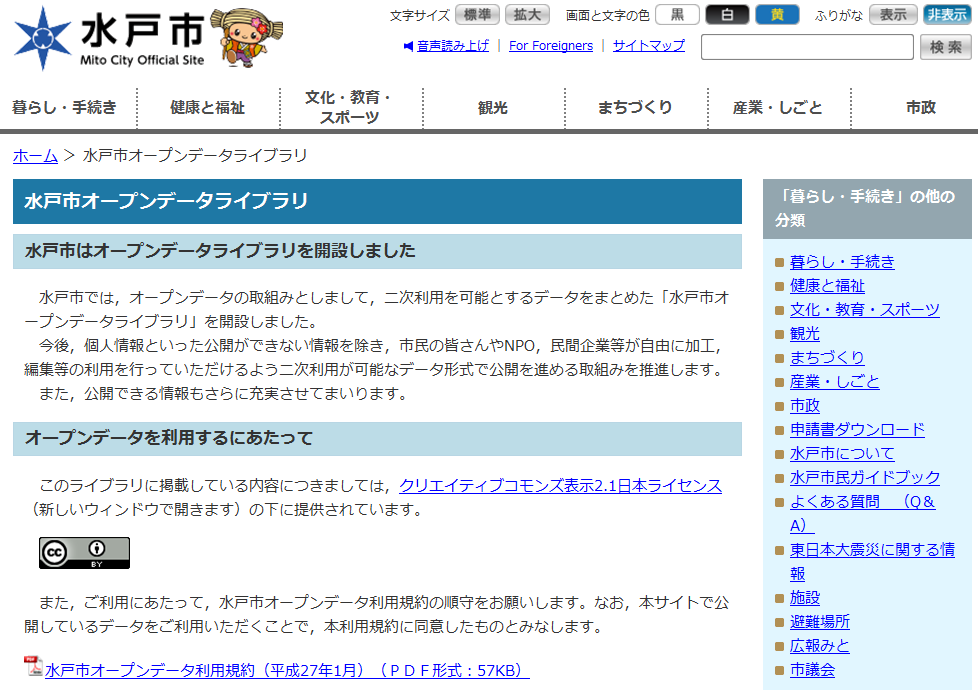 水戸市
Mito City Official Site
文字サイズ 標準 拡大 画面と文字の色 黒 白 黄 ふりがな 表示 非表示
音声読み上げ | For Foreigners | サイトマップ
検索
暮らし・手続き
健康と福祉
文化・教育・
スポーツ
観光
まちづくり
産業・しごと
市政
ホーム > 水戸市オープンデータライブラリ
水戸市オープンデータライブラリ
水戸市はオープンデータライブラリを開設しました
水戸市では，オープンデータの取組みとしまして，二次利用を可能とするデータをまとめた「水戸市オ
ープンデータライブラリ」を開設しました。
今後，個人情報といった公開ができない情報を除き，市民の皆さんやNPO，民間企業等が自由に加工，
編集等の利用を行っていただけるよう二次利用が可能なデータ形式で公開を進める取組みを推進します。
また，公開できる情報もさらに充実させてまいります。
オープンデータを利用するにあたって
このライブラリに掲載している内容につきましては，クリエイティブコモンズ表示2.1日本ライセンス
（新しいウィンドウで開きます）の下に提供されています。
cc
BY
また，ご利用にあたって，水戸市オープンデータ利用規約の順守をお願いします。なお，本サイトで公
開しているデータをご利用いただくことで，本利用規約に同意したものとみなします。
水戸市オープンデータ利用規約（平成27年1月）（ＰＤＦ形式：57KB）
「暮らし・手続き」の他の
分類
暮らし・手続き
健康と福祉
文化・教育・スポーツ
観光
まちづくり
産業・しごと
市政
申請書ダウンロード
水戸市について
水戸市民ガイドブック
よくある質問 （Q&
A）
東日本大震災に関する情
報
施設
避難場所
広報みと
市議会